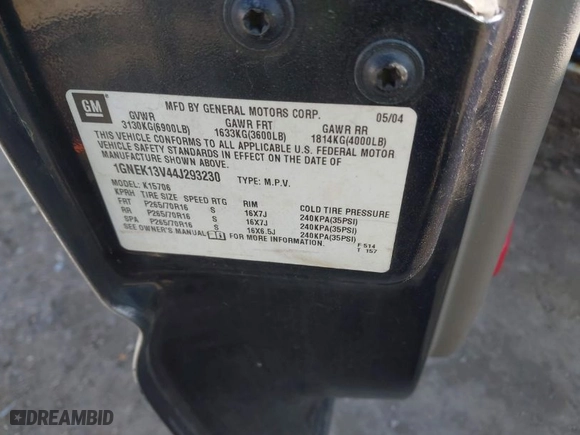 GM
MFD BY GENERAL MOTORS CORP. 05/04
GVWR GAWR FRT GAWR RR
3130KG(6900LB) 1633KG(3600LB) 1814KG(4000LB)
THIS VEHICLE CONFORMS TO ALL APPLICABLE U.S. FEDERAL MOTOR
VEHICLE SAFETY STANDARDS IN EFFECT ON THE DATE OF
MANUFACTURE SHOWN ABOVE.
1GNEK13V44J293230 TYPE: M.P.V.
MODEL: K15706
KPRH TIRE SIZE SPEED RTG RIM COLD TIRE PRESSURE
FRT P265/70R16 S 16X7J 240KPA(35PSI)
RR P265/70R16 S 16X7J 240KPA(35PSI)
SPA P265/70R16 S 16X6.5J 240KPA(35PSI)
SEE OWNER'S MANUAL FOR MORE INFORMATION.
F 514
T 157
DREAMBID